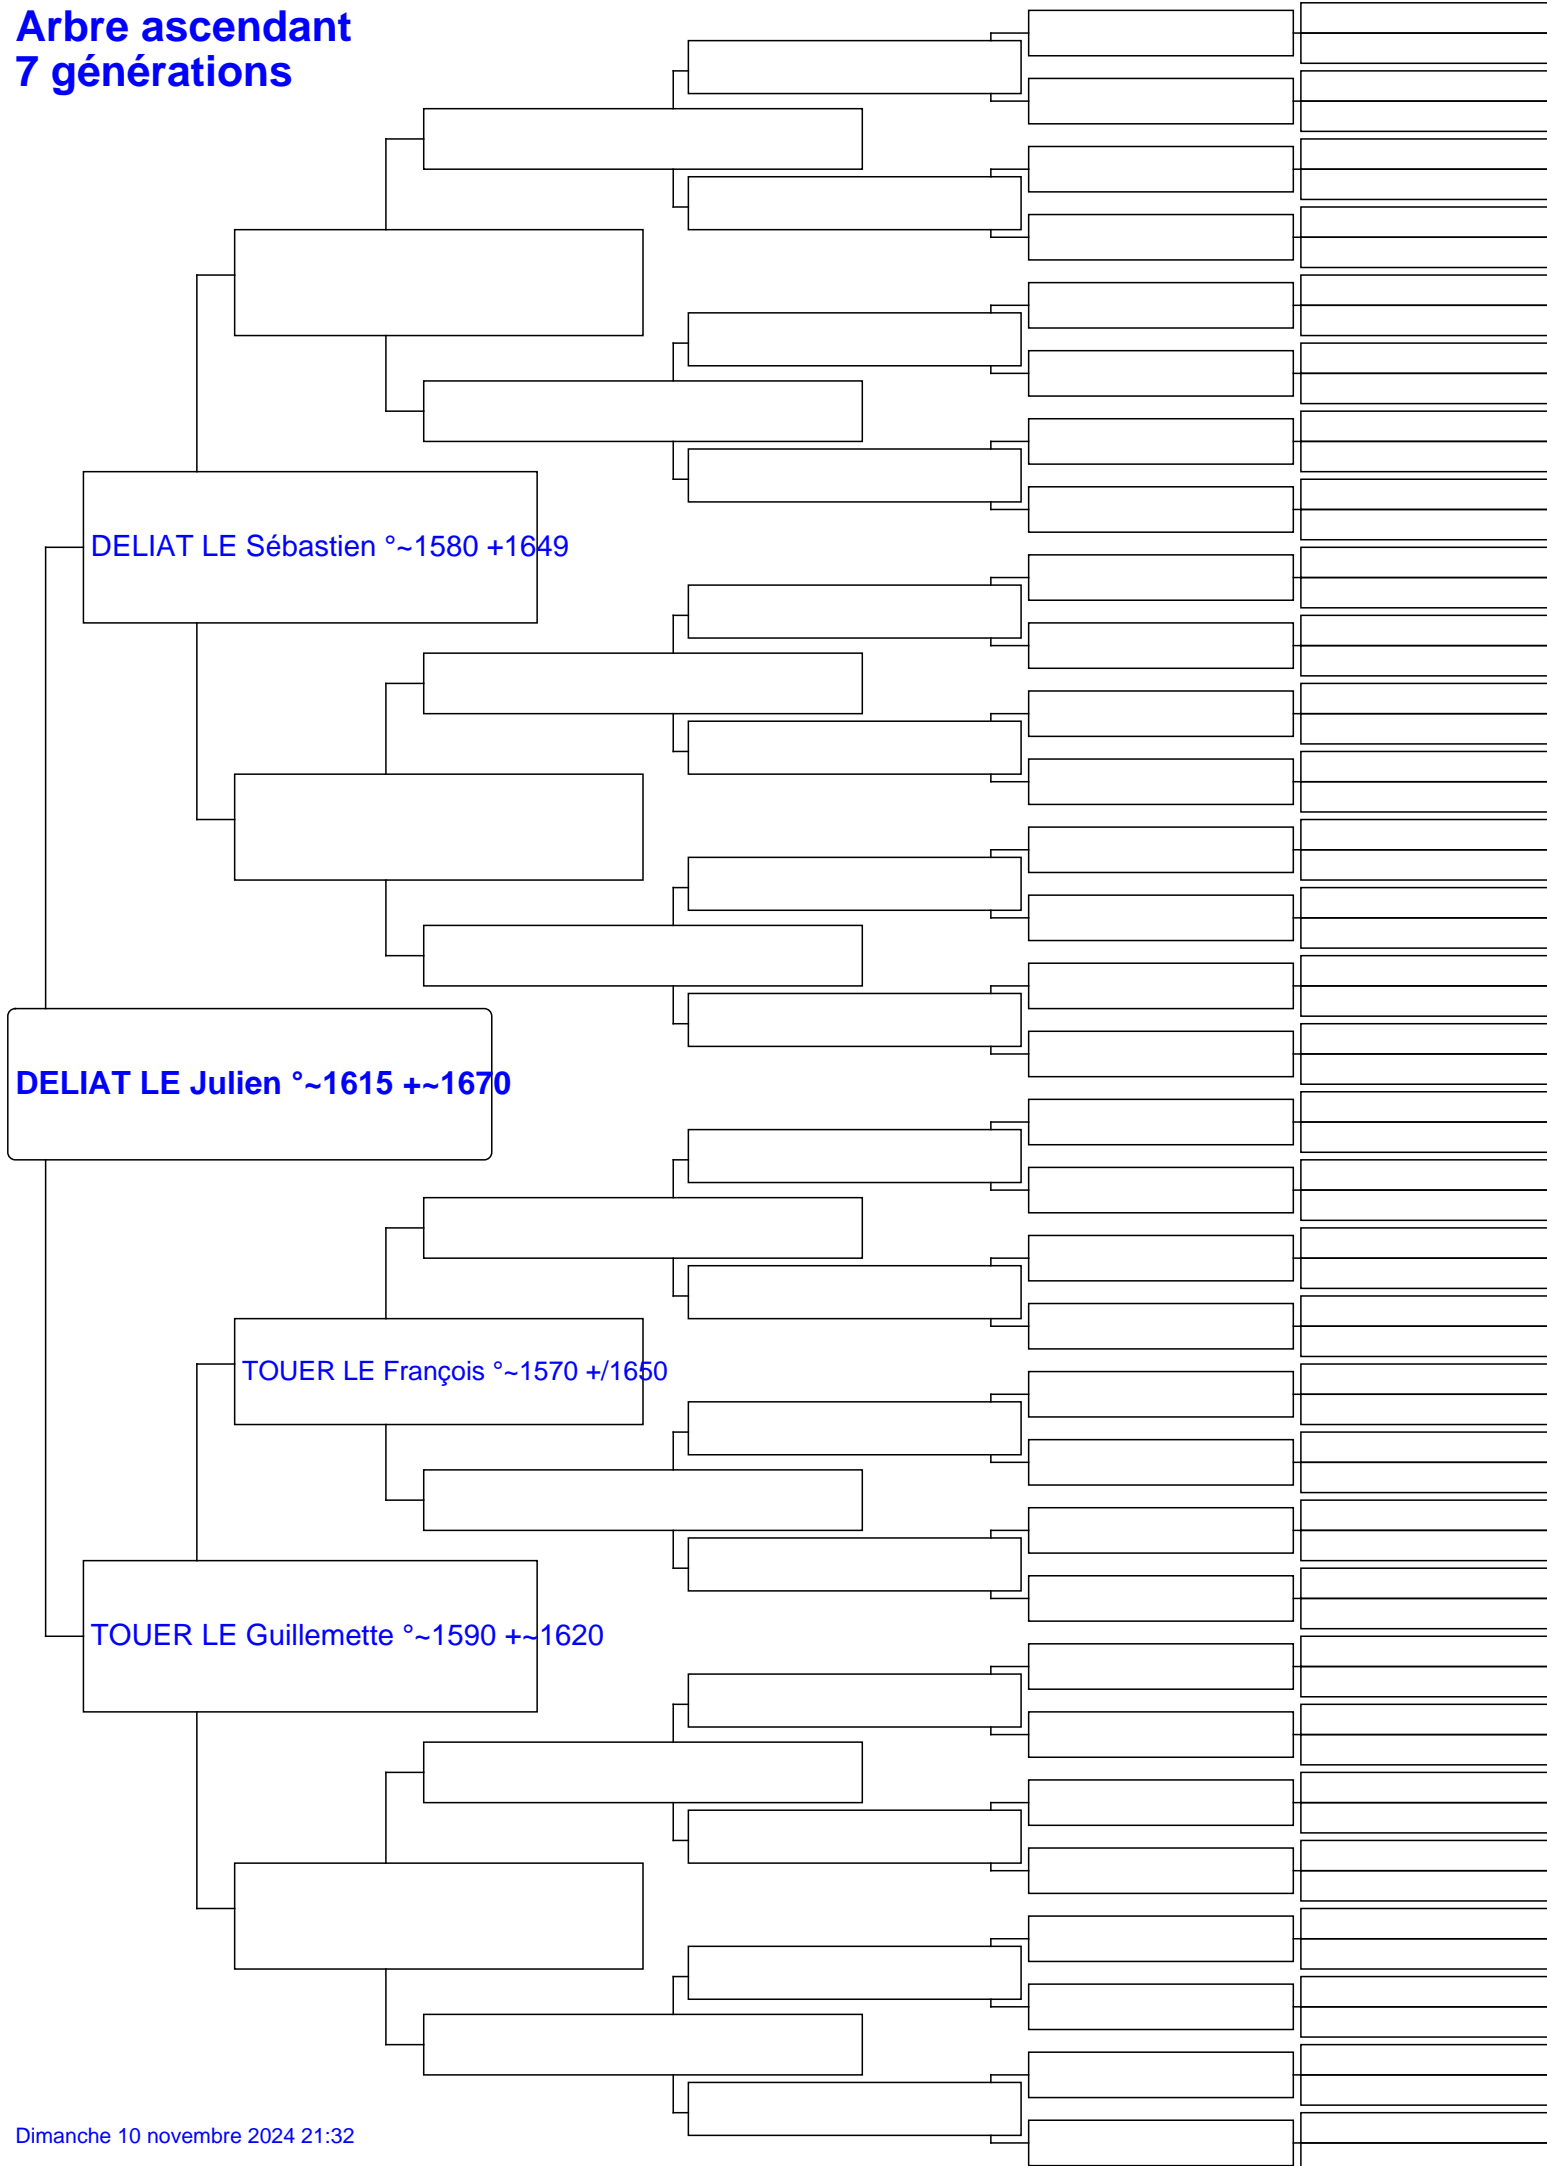 Arbre ascendant
7 générations
DELIAT LE Sébastien °~1580 +1649
DELIAT LE Julien °~1615 +~1670
TOUER LE François °~1570 +/1650
TOUER LE Guillemette °~1590 +~1620
Dimanche 10 novembre 2024 21:32